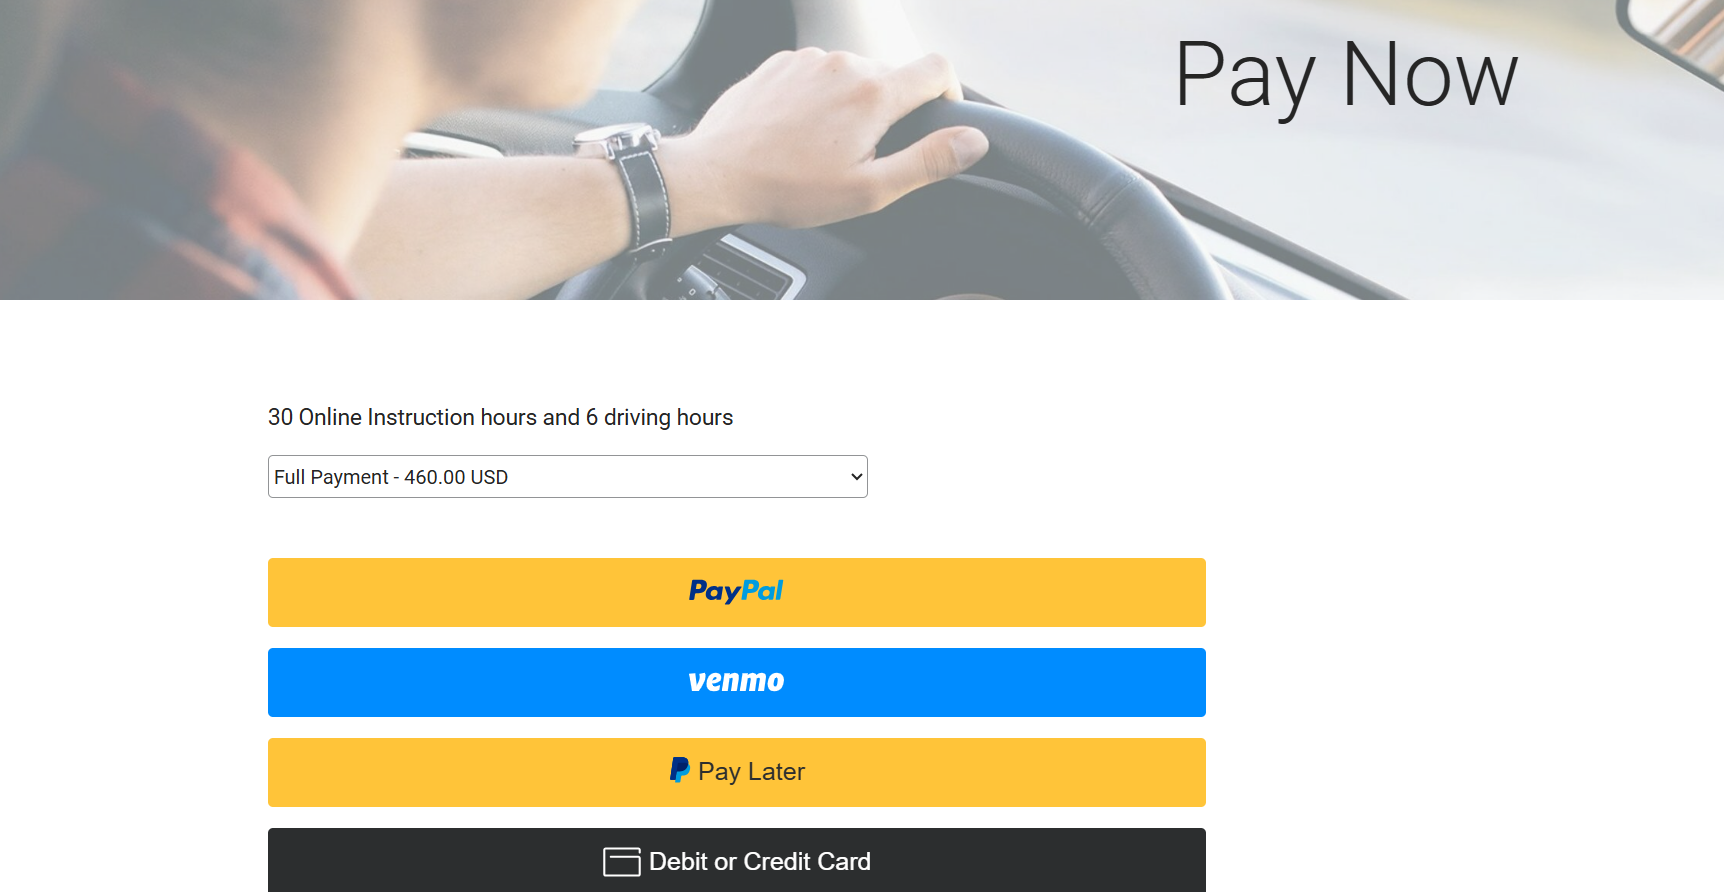 Pay Now
30 Online Instruction hours and 6 driving hours
Full Payment - 460.00 USD
PayPal
venmo
Pay Later
Debit or Credit Card